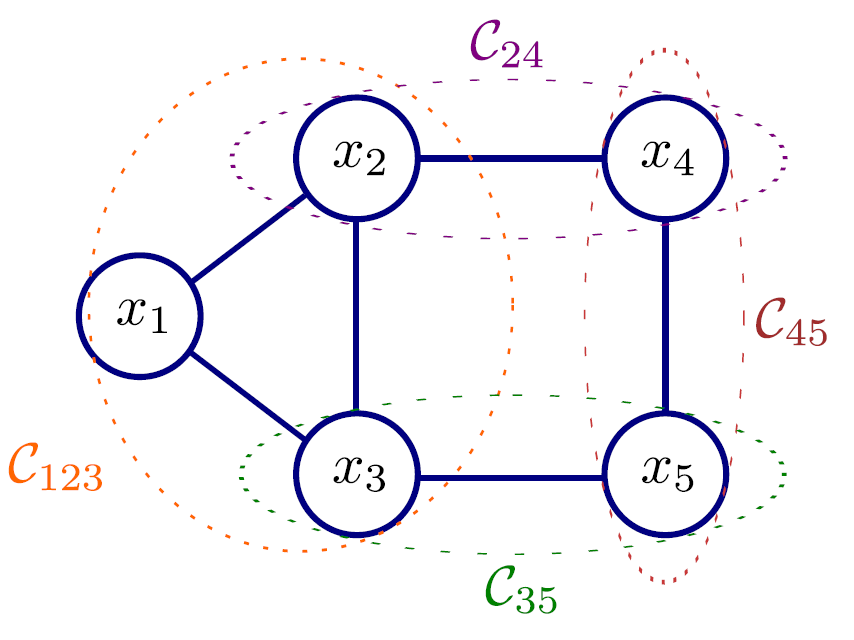 𝒞₂₄
x₂
x₄
x₁
𝒞₄₅
𝒞₁₂₃
x₃
x₅
𝒞₃₅